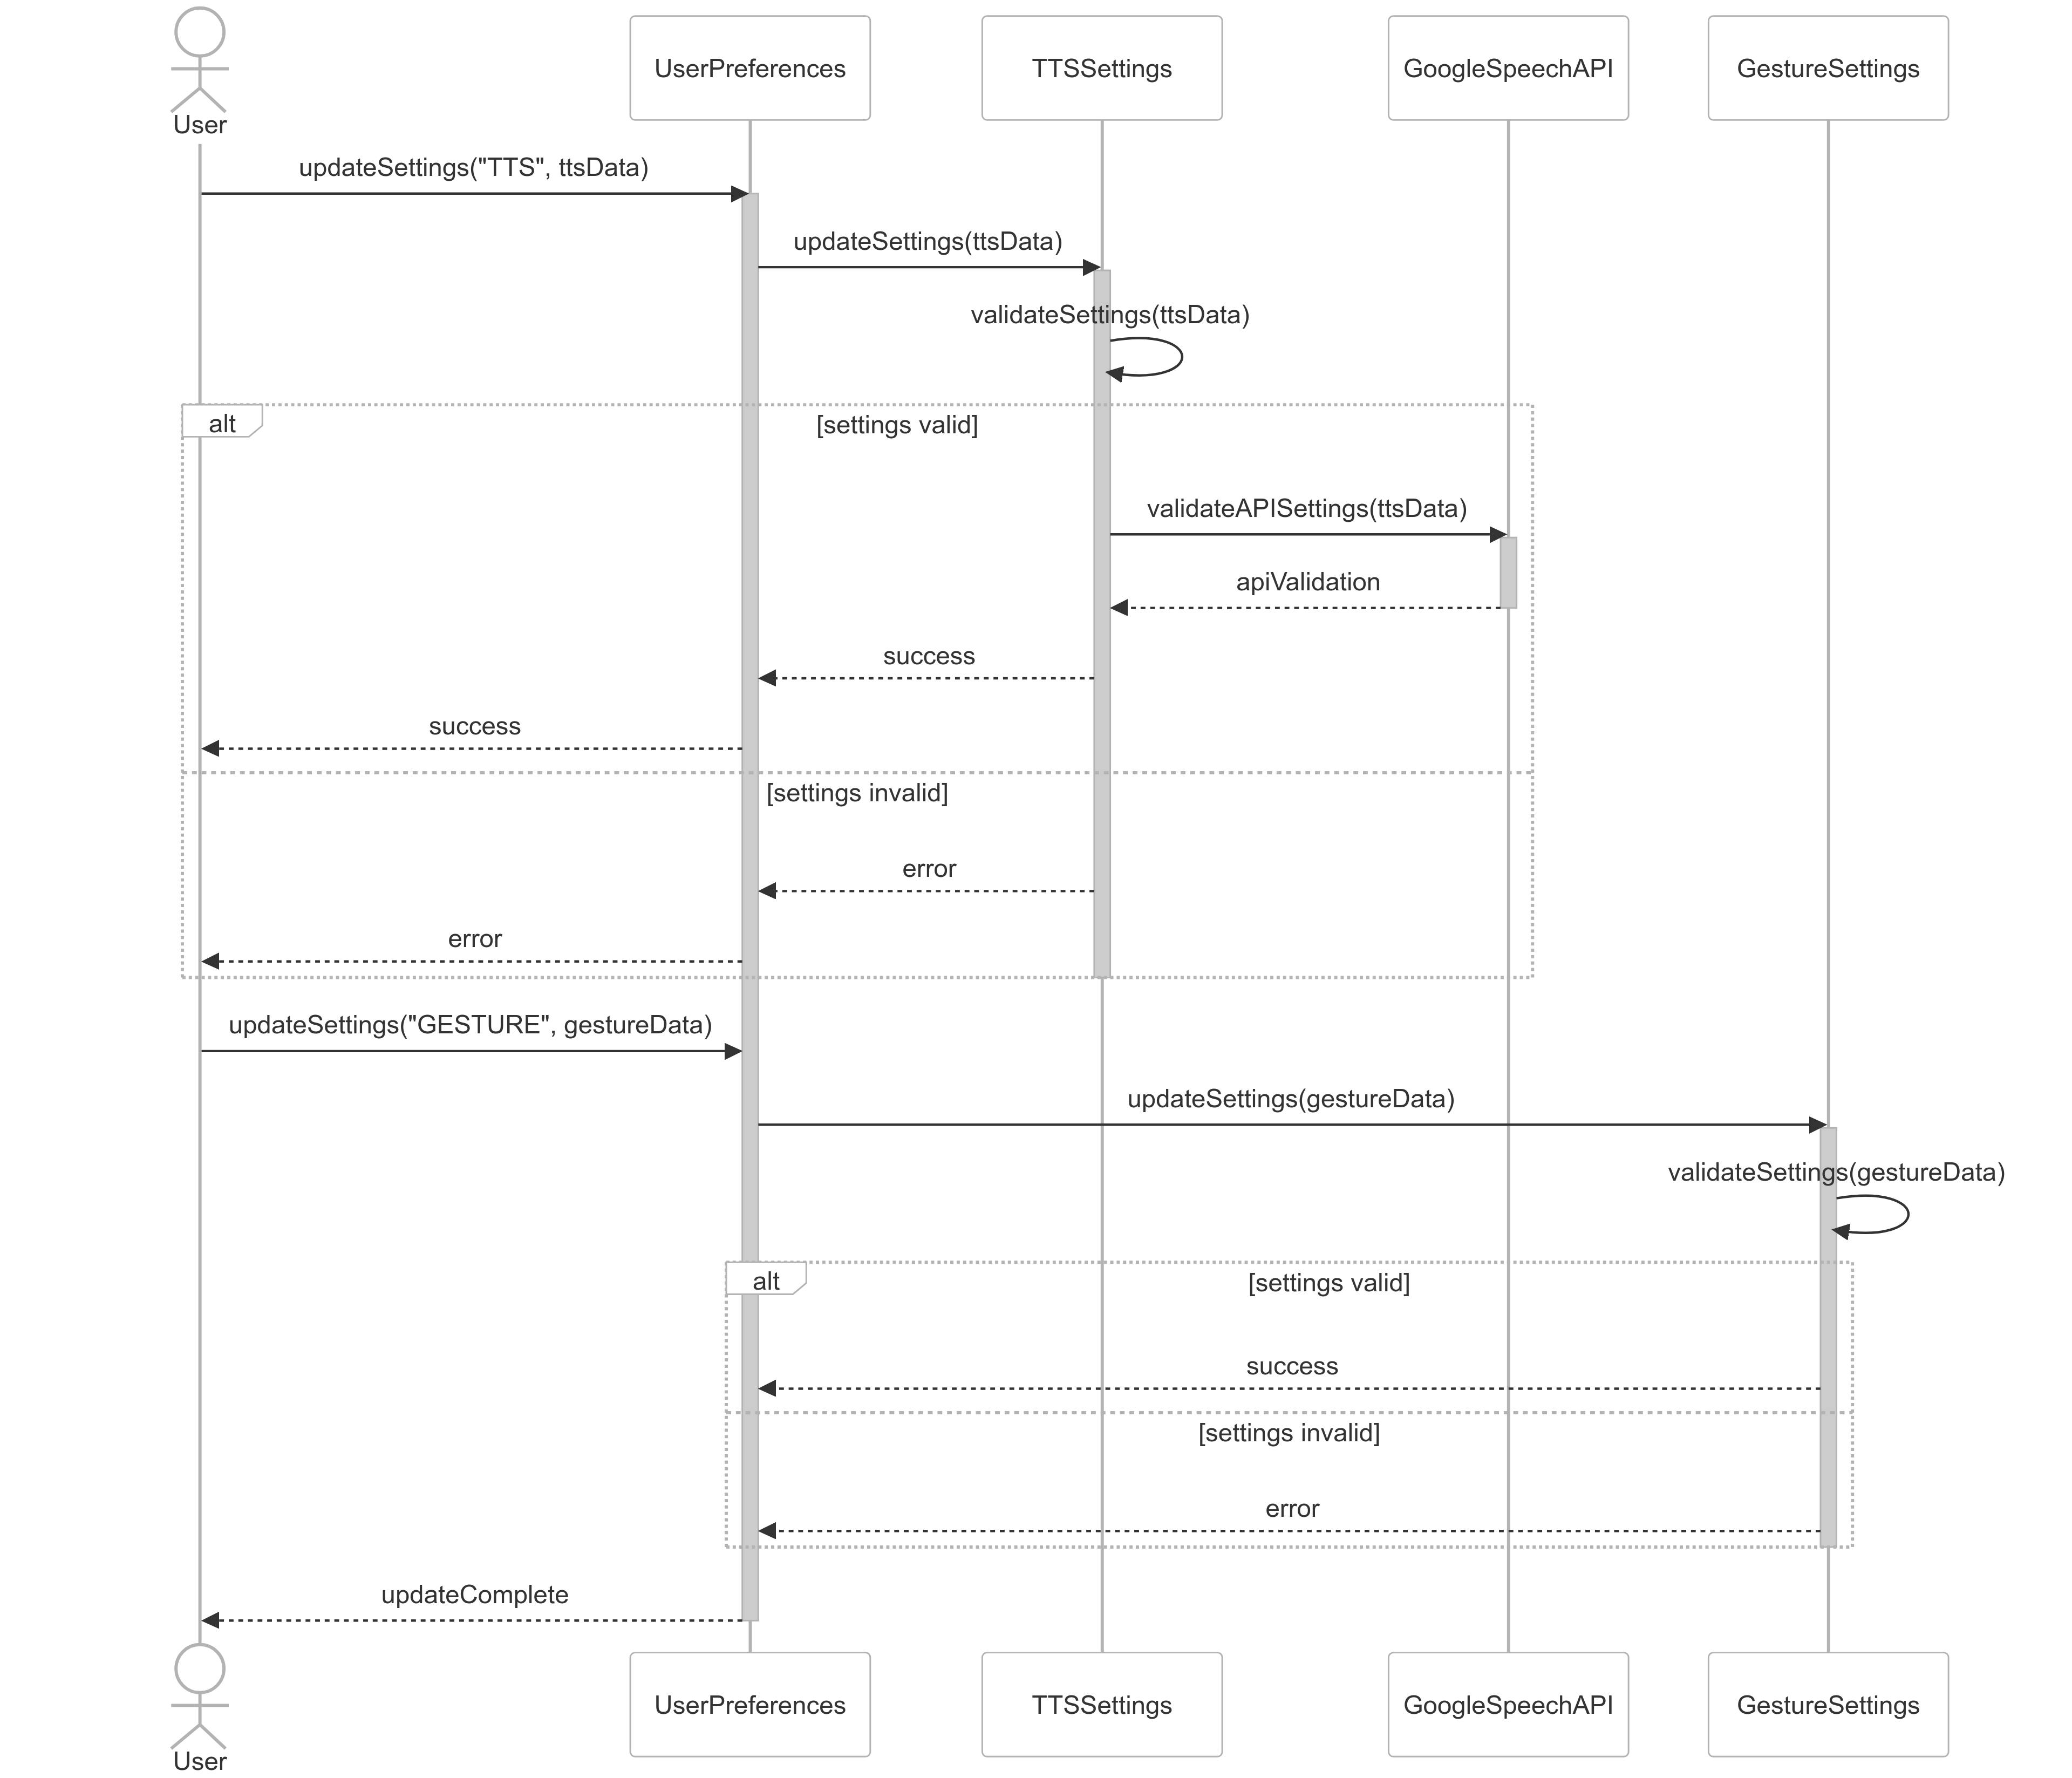 User
UserPreferences
TTSSettings
GoogleSpeechAPI
GestureSettings
updateSettings("TTS", ttsData)
updateSettings(ttsData)
validateSettings(ttsData)
alt
[settings valid]
validateAPISettings(ttsData)
apiValidation
success
success
[settings invalid]
error
error
updateSettings("GESTURE", gestureData)
updateSettings(gestureData)
validateSettings(gestureData)
alt
[settings valid]
success
[settings invalid]
error
updateComplete
User
UserPreferences
TTSSettings
GoogleSpeechAPI
GestureSettings